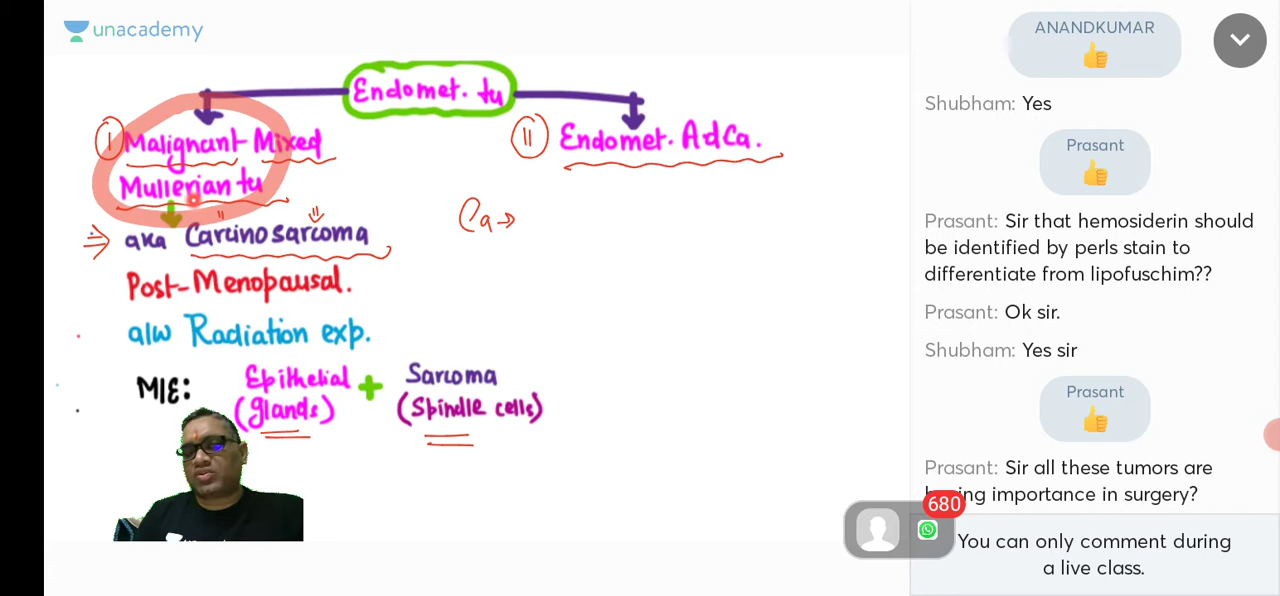 unacademy
Endomet. tu
I Malignant Mixed
Mullerian tu
II Endomet. AdCa.
⇒ aka Carcinosarcoma
Ca →
Post-Menopausal.
a/w Radiation exp.
M/E: Epithelial + Sarcoma
(glands) (Spindle cells)
ANANDKUMAR
👍
Shubham: Yes
Prasant
👍
Prasant: Sir that hemosiderin should
be identified by perls stain to
differentiate from lipofuschim??
Prasant: Ok sir.
Shubham: Yes sir
Prasant
👍
Prasant: Sir all these tumors are
importance in surgery?
680
You can only comment during
a live class.